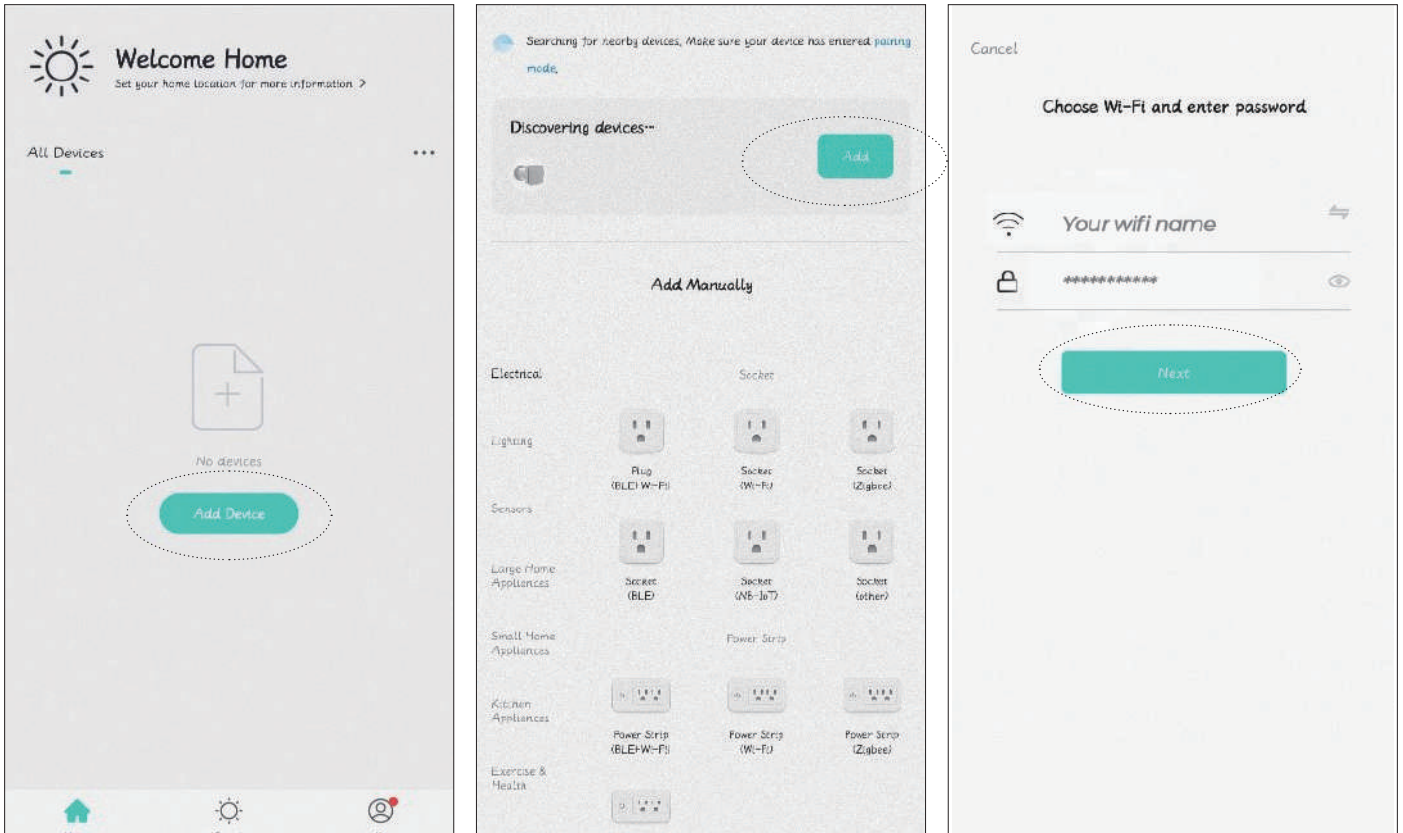 Welcome Home
Set your home location for more information >
All Devices
No devices
Add Device
Searching for nearby devices, Make sure your device has entered pairing
mode,
Discovering devices···
Add
Add Manually
Electrical
Socket
Lighting
Plug
(BLE+Wi-Fi)
Socket
(Wi-Fi)
Socket
(Zigbee)
Sensors
Socket
(BLE)
Socket
(NB-IoT)
Socket
(other)
Large Home
Appliances
Small Home
Appliances
Power Strip
Kitchen
Appliances
Power Strip
(BLE+Wi-Fi)
Power Strip
(Wi-Fi)
Power Strip
(Zigbee)
Exercise &
Health
Cancel
Choose Wi-Fi and enter password
Your wifi name
***********
Next